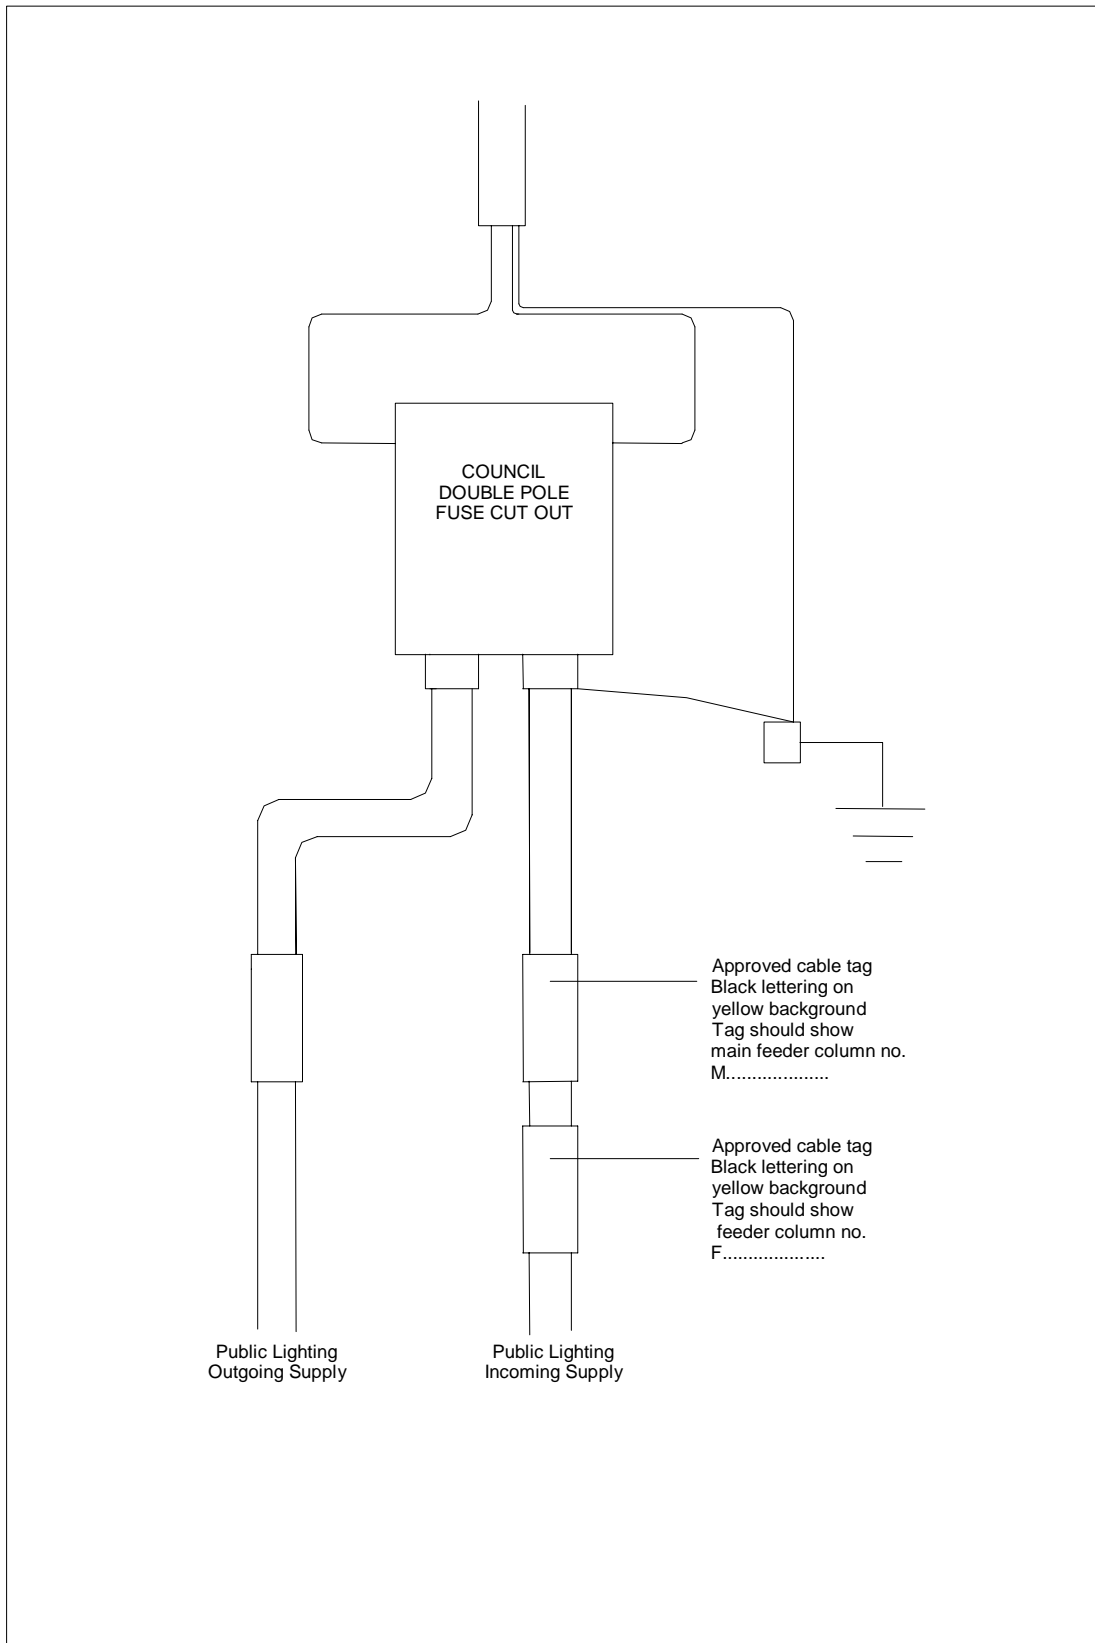 COUNCIL
DOUBLE POLE
FUSE CUT OUT
Approved cable tag
Black lettering on
yellow background
Tag should show
main feeder column no.
M....................
Approved cable tag
Black lettering on
yellow background
Tag should show
feeder column no.
F....................
Public Lighting
Outgoing Supply
Public Lighting
Incoming Supply